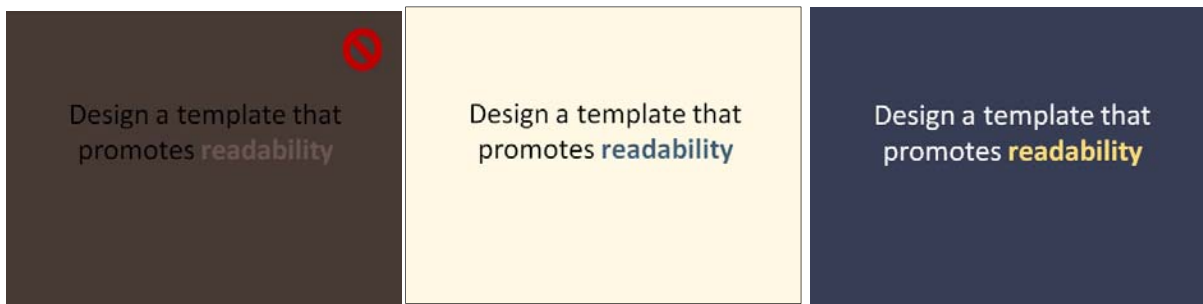 Design a template that
promotes readability
Design a template that
promotes readability
Design a template that
promotes readability